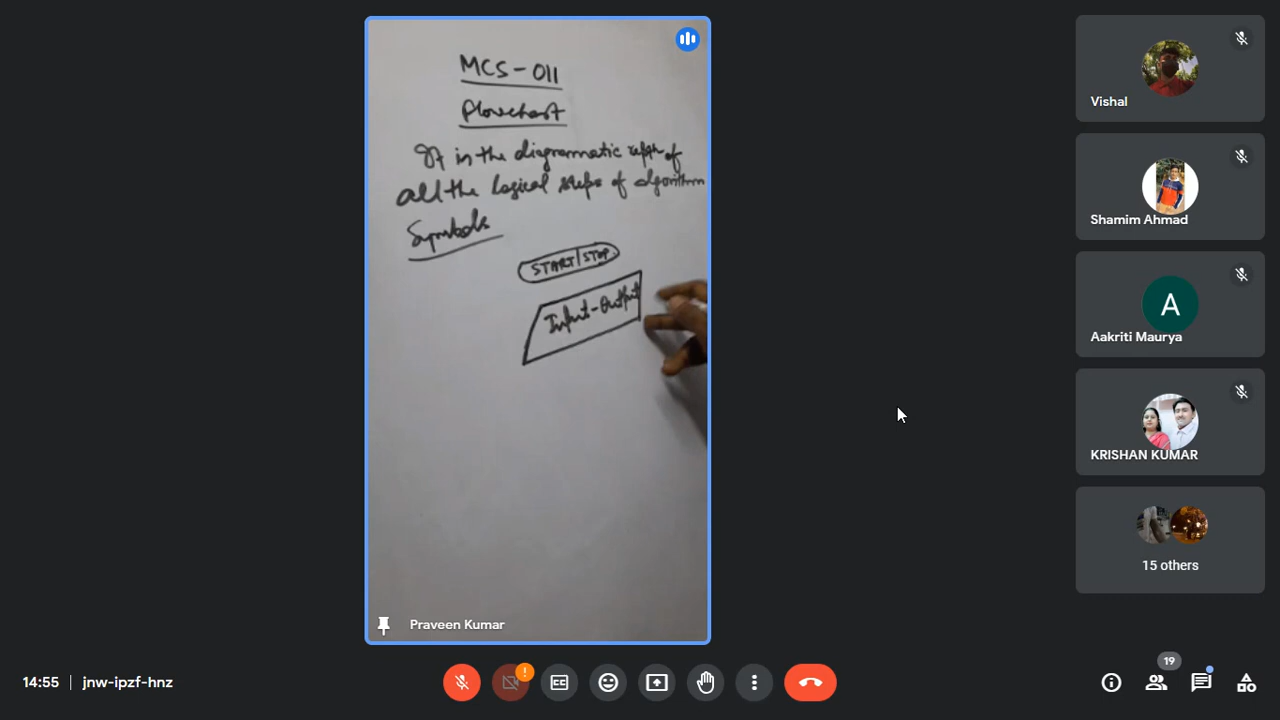 MCS-011
Flowchart
It is the diagrammatic repn of
all the logical steps of algorithm
Symbols
START/STOP
Input-Output
Praveen Kumar
Vishal
Shamim Ahmad
A
Aakriti Maurya
KRISHAN KUMAR
15 others
14:55 | jnw-ipzf-hnz
19